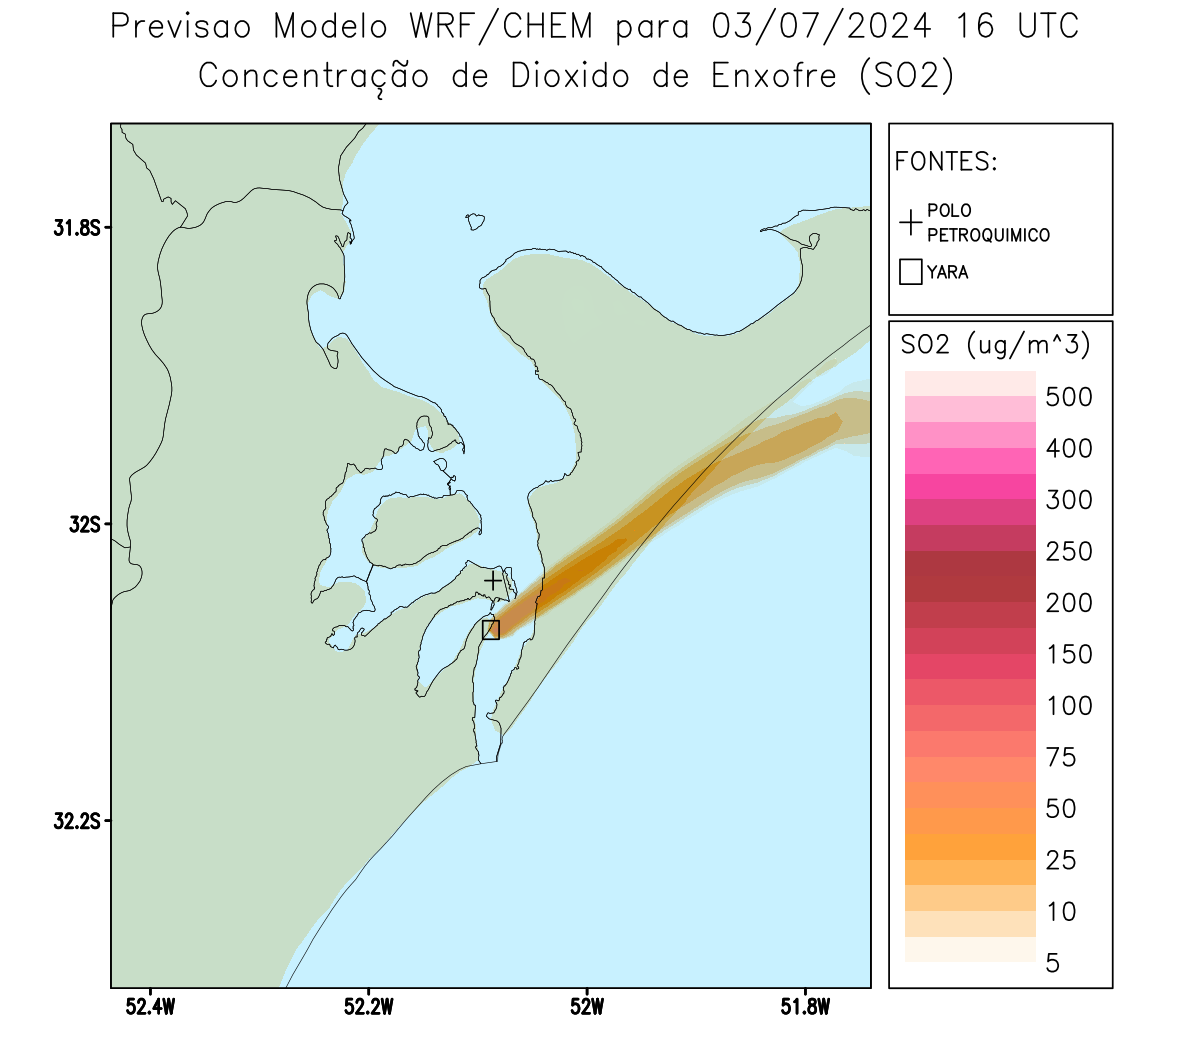 Previsao Modelo WRF/CHEM para 03/07/2024 16 UTC
Concentração de Dioxido de Enxofre (SO2)
FONTES:
POLO
PETROQUIMICO
YARA
SO2 (ug/m^3)
500
400
300
250
200
150
100
75
50
25
10
5
31.8S
32S
32.2S
52.4W
52.2W
52W
51.8W